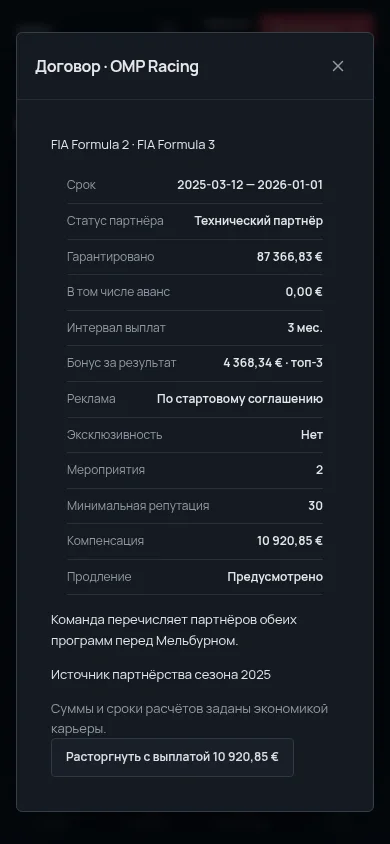 Договор · OMP Racing
FIA Formula 2 · FIA Formula 3
Срок 2025-03-12 — 2026-01-01
Статус партнёра Технический партнёр
Гарантировано 87 366,83 €
В том числе аванс 0,00 €
Интервал выплат 3 мес.
Бонус за результат 4 368,34 € · топ-3
Реклама По стартовому соглашению
Эксклюзивность Нет
Мероприятия 2
Минимальная репутация 30
Компенсация 10 920,85 €
Продление Предусмотрено
Команда перечисляет партнёров обеих
программ перед Мельбурном.
Источник партнёрства сезона 2025
Суммы и сроки расчётов заданы экономикой
карьеры.
Расторгнуть с выплатой 10 920,85 €